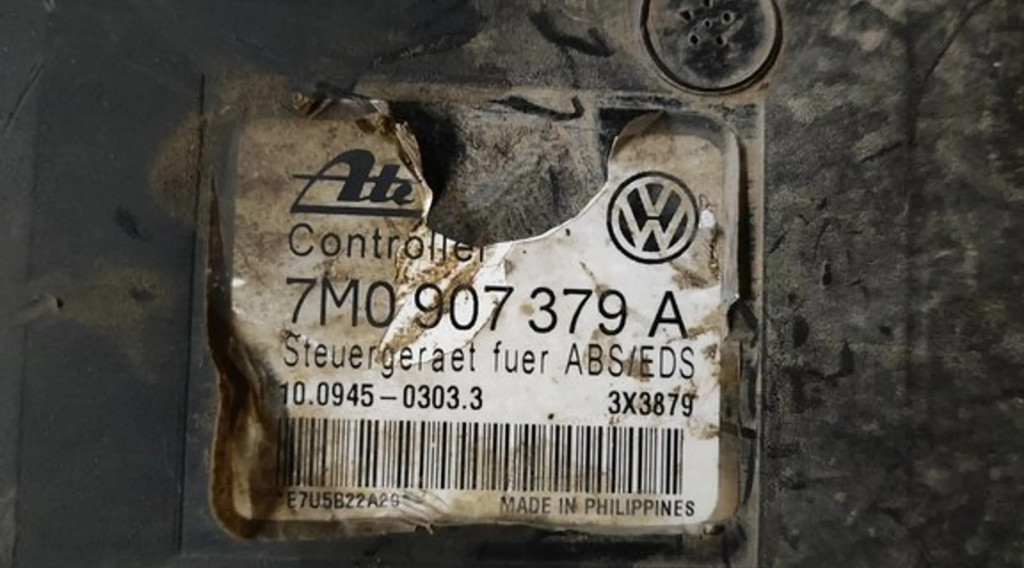 Ate
Controller
7M0 907 379 A
Steuergeraet fuer ABS/EDS
10.0945-0303.3 3X3879
E7U5B22A29
MADE IN PHILIPPINES